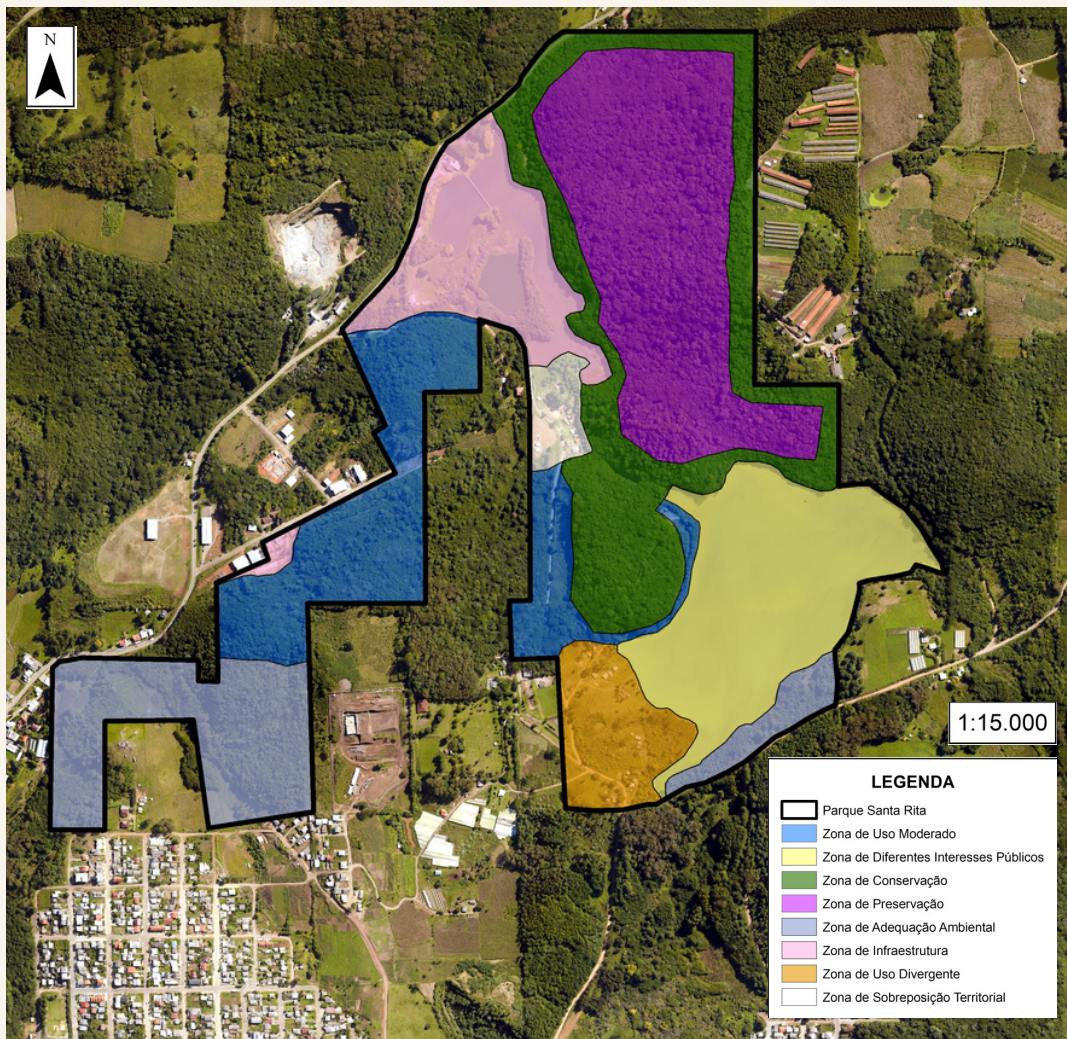 N
1:15.000
LEGENDA
Parque Santa Rita
Zona de Uso Moderado
Zona de Diferentes Interesses Públicos
Zona de Conservação
Zona de Preservação
Zona de Adequação Ambiental
Zona de Infraestrutura
Zona de Uso Divergente
Zona de Sobreposição Territorial